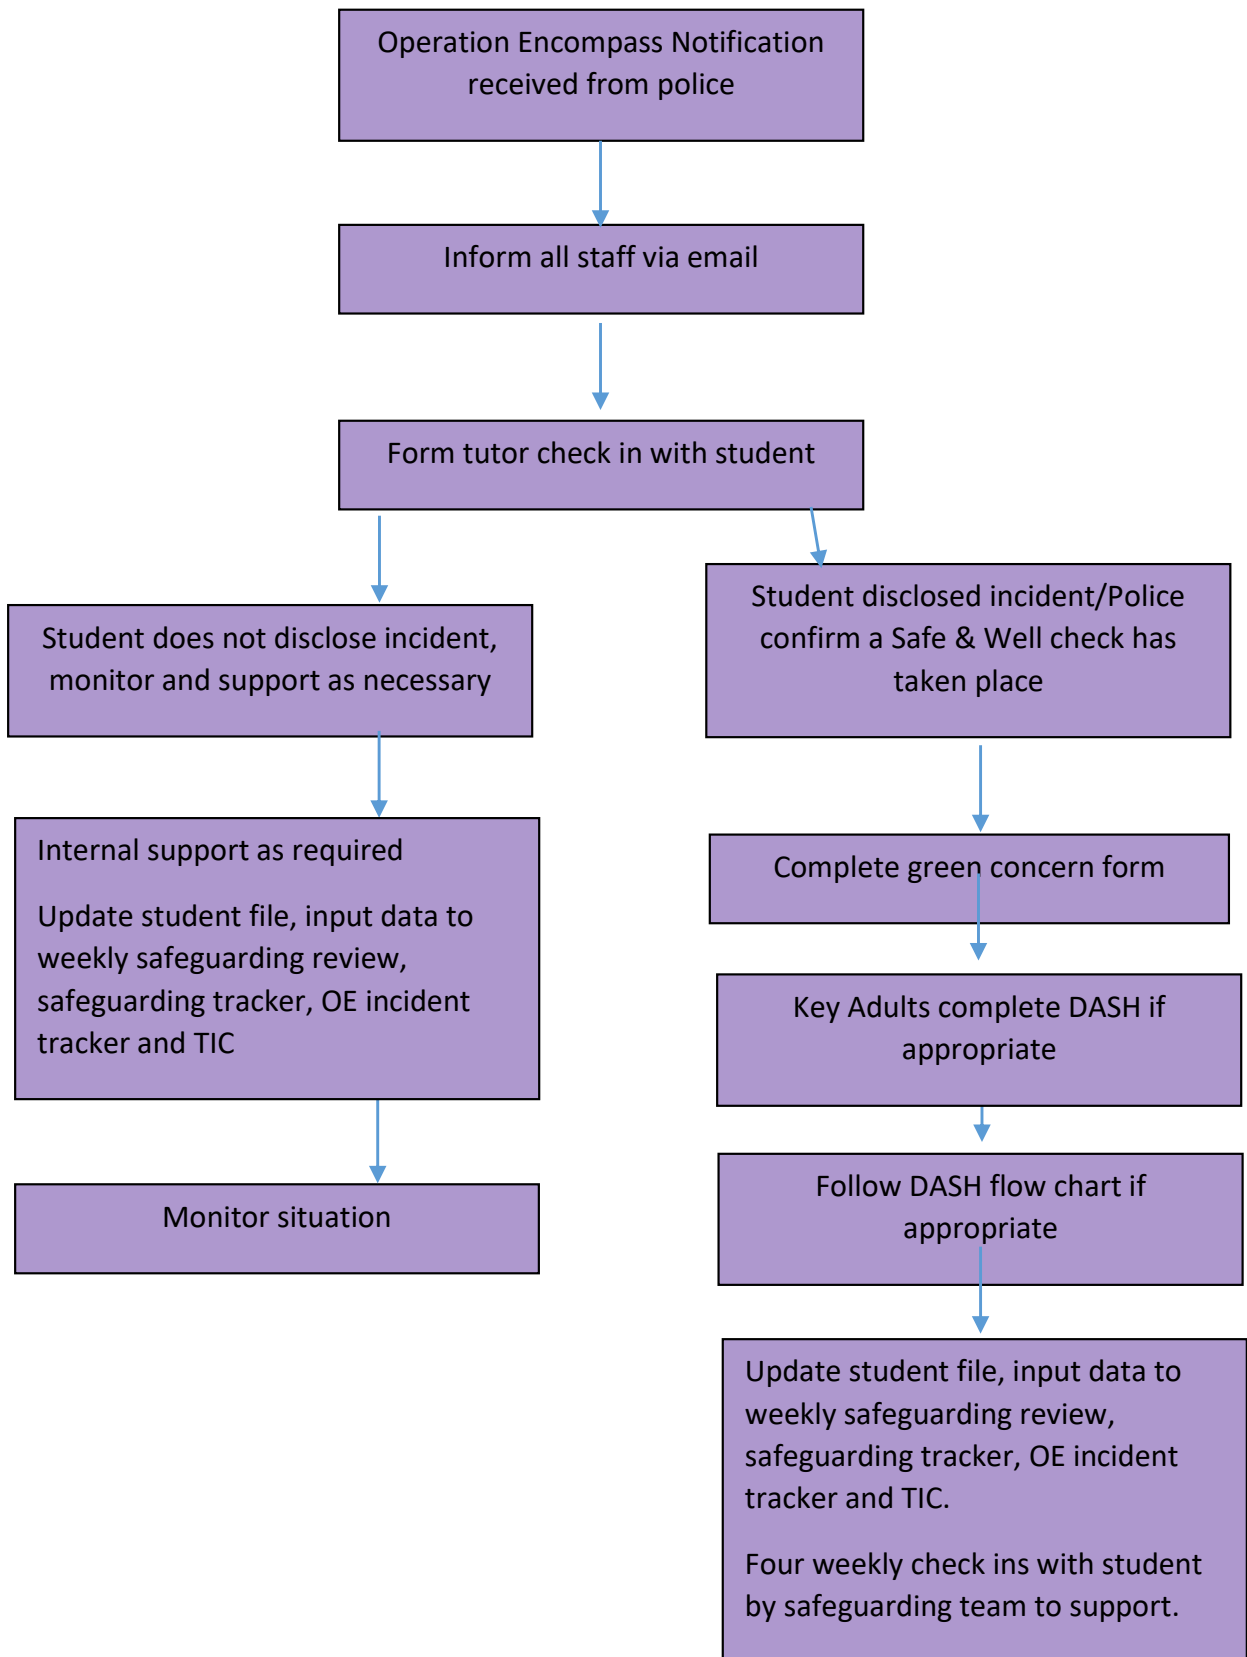 Operation Encompass Notification
received from police
Inform all staff via email
Form tutor check in with student
Student does not disclose incident,
monitor and support as necessary
Internal support as required
Update student file, input data to
weekly safeguarding review,
safeguarding tracker, OE incident
tracker and TIC
Monitor situation
Student disclosed incident/Police
confirm a Safe & Well check has
taken place
Complete green concern form
Key Adults complete DASH if
appropriate
Follow DASH flow chart if
appropriate
Update student file, input data to
weekly safeguarding review,
safeguarding tracker, OE incident
tracker and TIC.
Four weekly check ins with student
by safeguarding team to support.